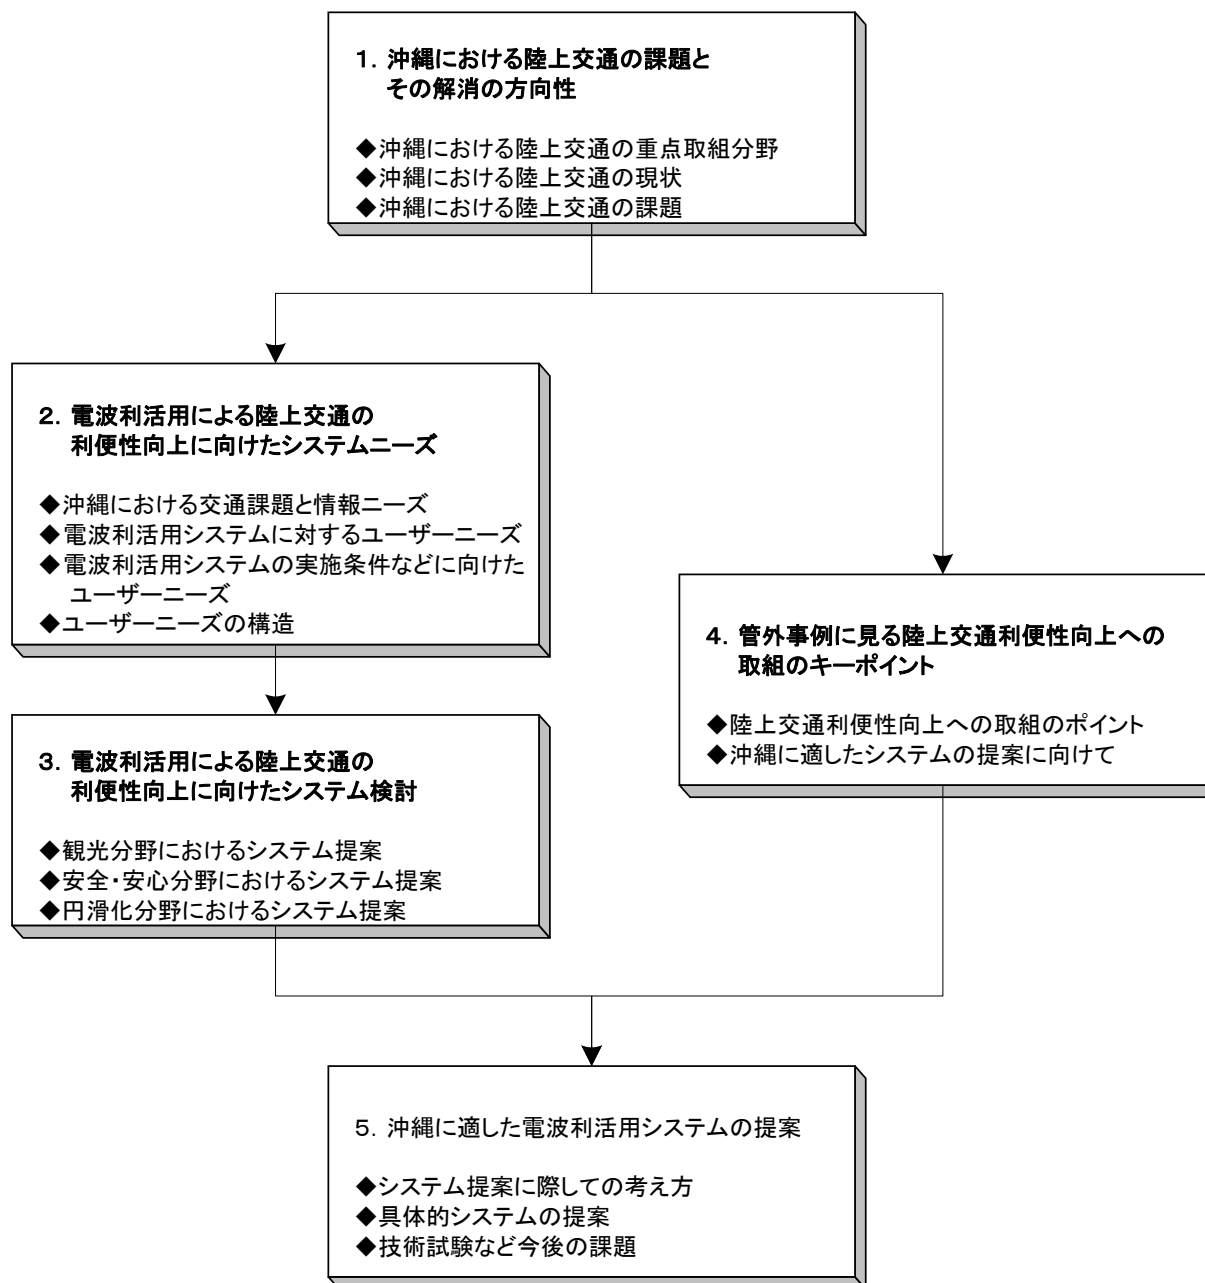 1．沖縄における陸上交通の課題と
その解消の方向性
◆沖縄における陸上交通の重点取組分野
◆沖縄における陸上交通の現状
◆沖縄における陸上交通の課題
2．電波利活用による陸上交通の
利便性向上に向けたシステムニーズ
◆沖縄における交通課題と情報ニーズ
◆電波利活用システムに対するユーザーニーズ
◆電波利活用システムの実施条件などに向けた
ユーザーニーズ
◆ユーザーニーズの構造
3．電波利活用による陸上交通の
利便性向上に向けたシステム検討
◆観光分野におけるシステム提案
◆安全・安心分野におけるシステム提案
◆円滑化分野におけるシステム提案
4．管外事例に見る陸上交通利便性向上への
取組のキーポイント
◆陸上交通利便性向上への取組のポイント
◆沖縄に適したシステムの提案に向けて
5．沖縄に適した電波利活用システムの提案
◆システム提案に際しての考え方
◆具体的システムの提案
◆技術試験など今後の課題